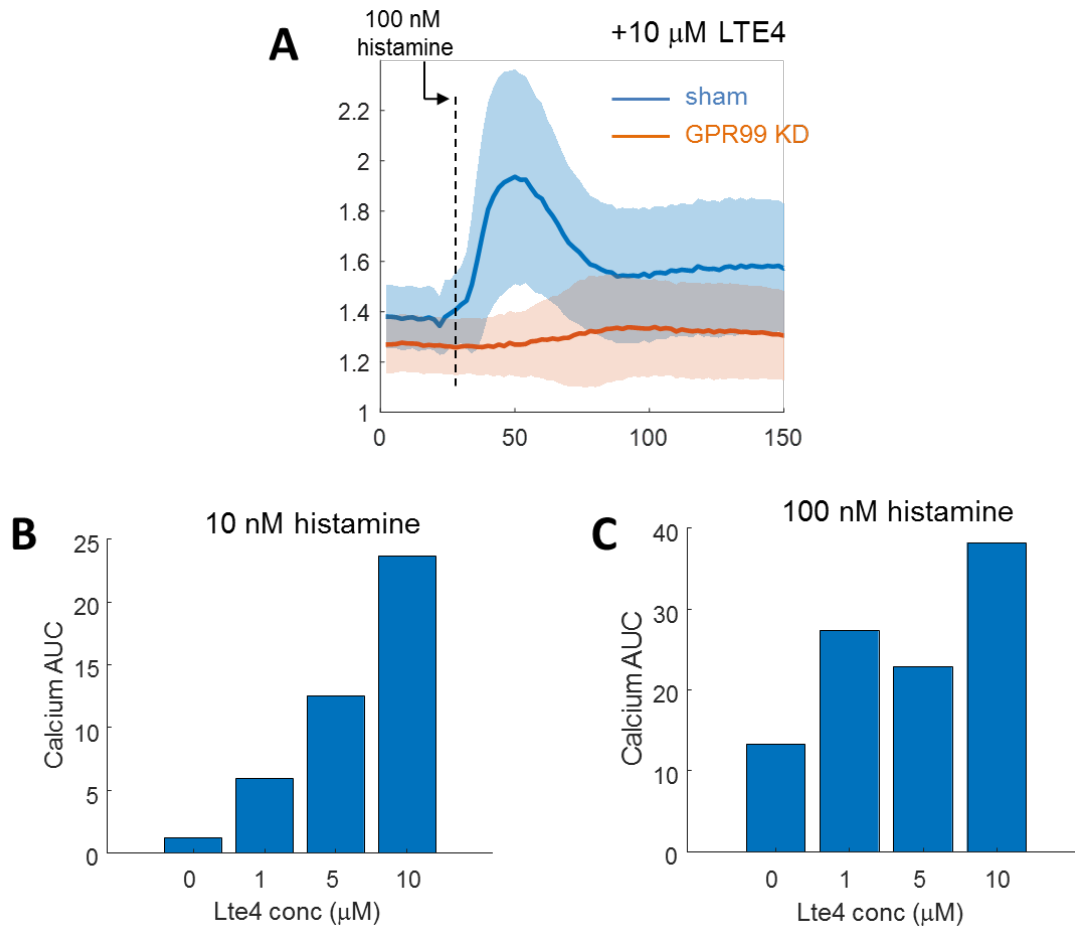 A
100 nM
histamine
+10 μM LTE4
sham
GPR99 KD
2.2
2
1.8
1.6
1.4
1.2
1
0
50
100
150
B
10 nM histamine
25
20
15
10
5
0
Calcium AUC
0
1
5
10
Lte4 conc (μM)
C
100 nM histamine
40
30
20
10
0
Calcium AUC
0
1
5
10
Lte4 conc (μM)